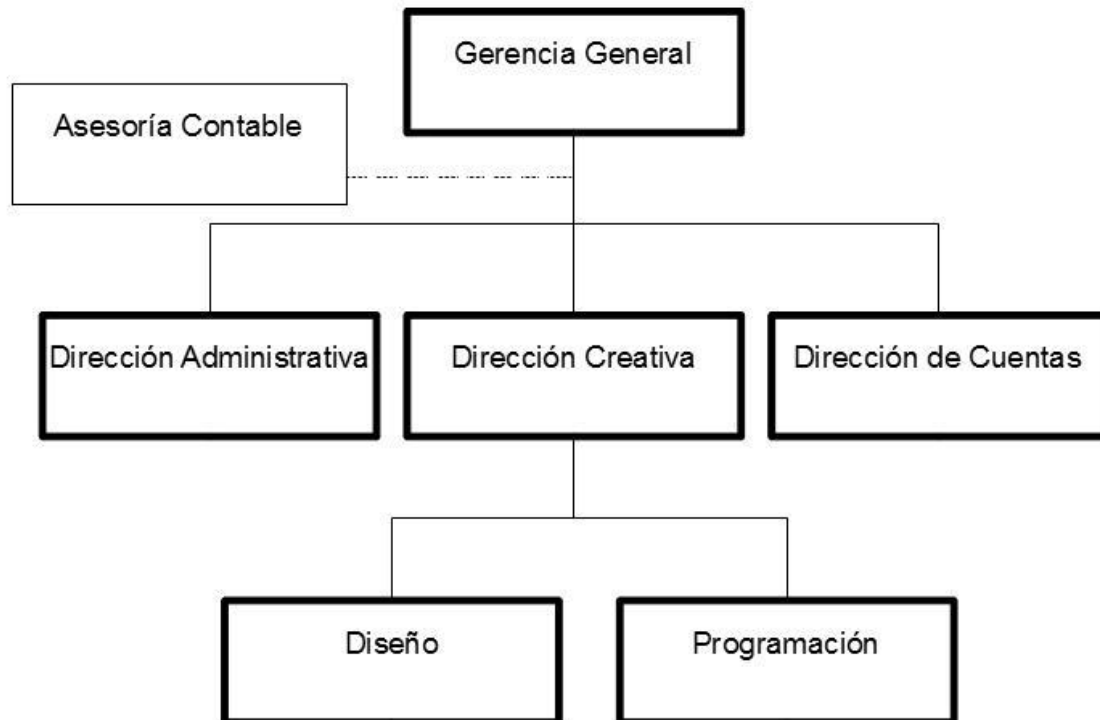 Gerencia General
Asesoría Contable
Dirección Administrativa
Dirección Creativa
Dirección de Cuentas
Diseño
Programación